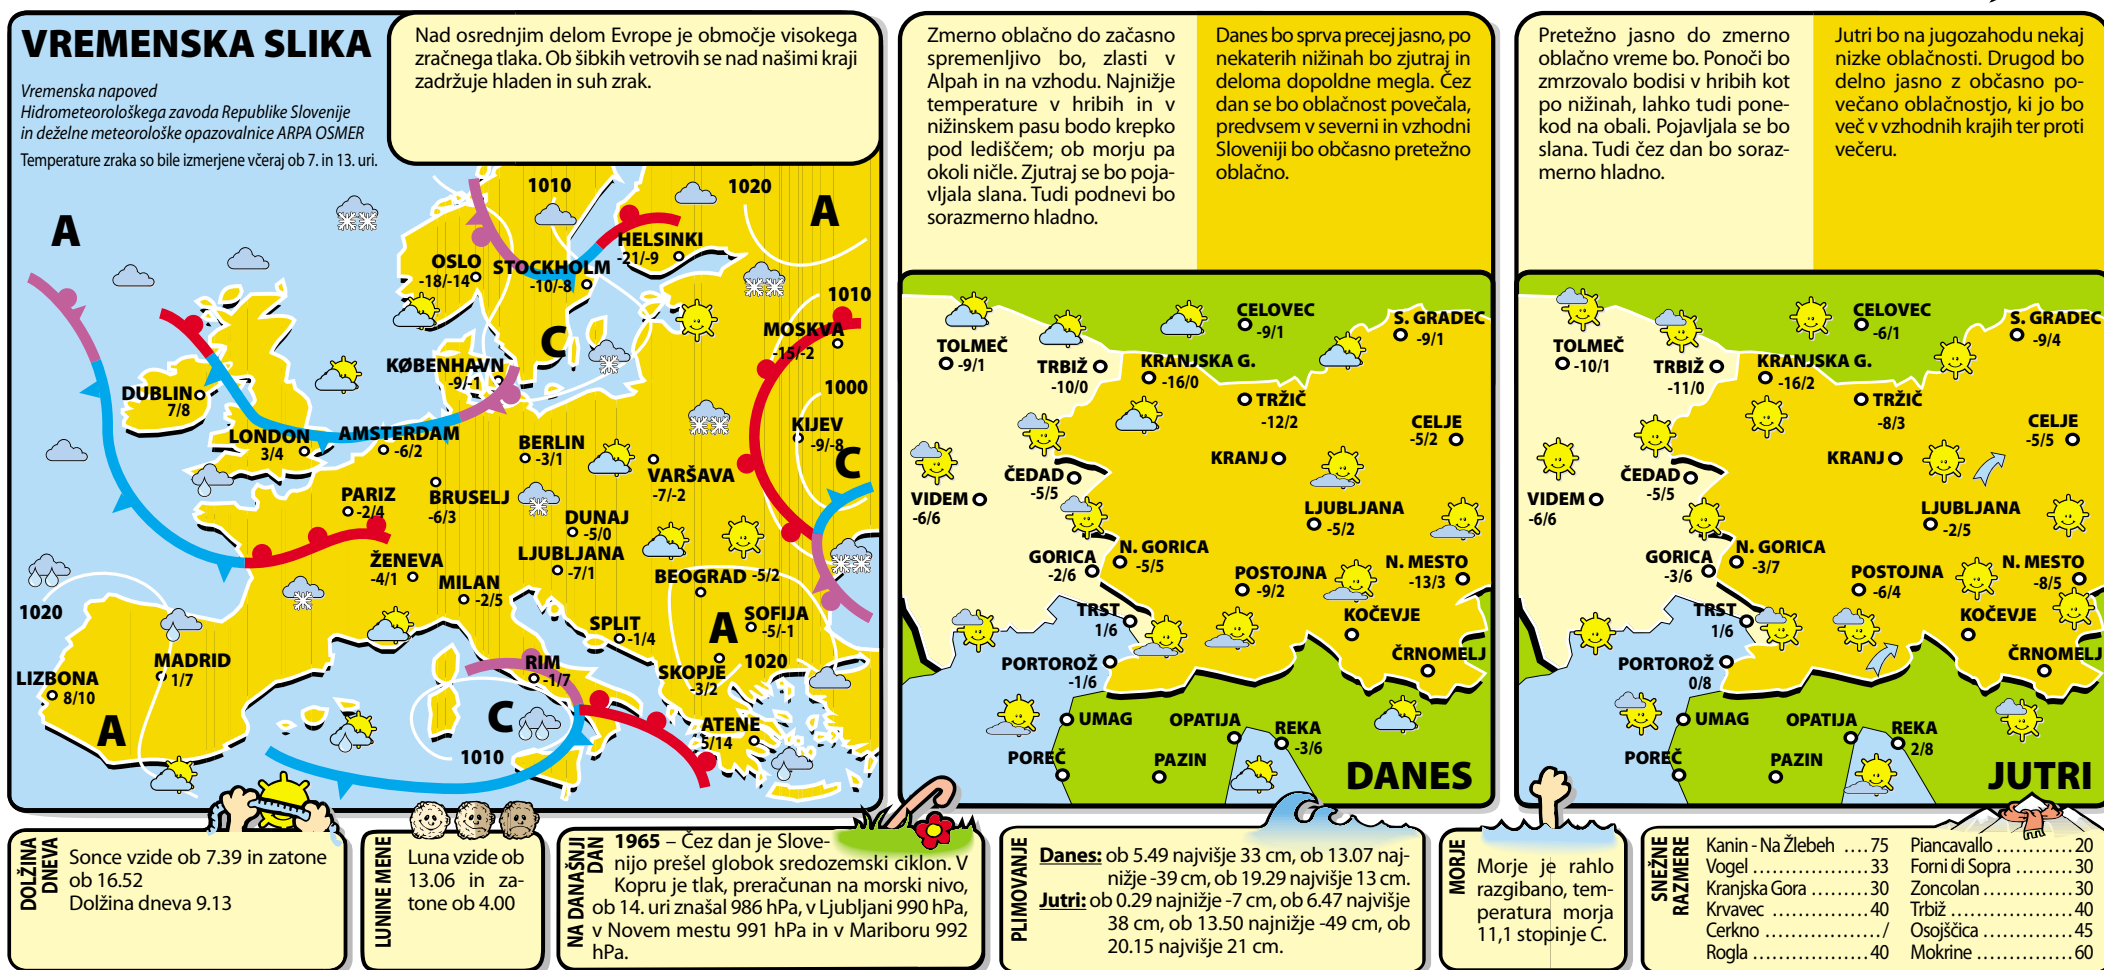 VREMENSKA SLIKA
Vremenska napoved
Hidrometeorološkega zavoda Republike Slovenije
in deželne meteorološke opazovalnice ARPA OSMER
Temperature zraka so bile izmerjene včeraj ob 7. in 13. uri.
Nad osrednjim delom Evrope je območje visokega
zračnega tlaka. Ob šibkih vetrovih se nad našimi kraji
zadržuje hladen in suh zrak.
1010
1020
A
A
HELSINKI
-21/-9
OSLO
-18/-14
STOCKHOLM
-10/-8
1010
MOSKVA
-15/-2
C
KØBENHAVN
-9/-1
1000
DUBLIN
7/8
KIJEV
-9/-8
LONDON
3/4
AMSTERDAM
-6/2
BERLIN
-3/1
C
VARŠAVA
-7/-2
PARIZ
-2/4
BRUSELJ
-6/3
DUNAJ
-5/0
LJUBLJANA
-7/1
ŽENEVA
-4/1
MILAN
-2/5
BEOGRAD -5/2
1020
SPLIT
-1/4
A
SOFIJA
-5/-1
MADRID
1/7
RIM
-1/7
SKOPJE
-3/2
1020
LIZBONA
8/10
A
C
1010
ATENE
5/14
Zmerno oblačno do začasno
spremenljivo bo, zlasti v
Alpah in na vzhodu. Najnižje
temperature v hribih in v
nižinskem pasu bodo krepko
pod lediščem; ob morju pa
okoli ničle. Zjutraj se bo poja-
vljala slana. Tudi podnevi bo
sorazmerno hladno.
Danes bo sprva precej jasno, po
nekaterih nižinah bo zjutraj in
deloma dopoldne megla. Čez
dan se bo oblačnost povečala,
predvsem v severni in vzhodni
Sloveniji bo občasno pretežno
oblačno.
CELOVEC
-9/1
S. GRADEC
-9/1
TOLMEČ
-9/1
TRBIŽ
-10/0
KRANJSKA G.
-16/0
TRŽIČ
-12/2
CELJE
-5/2
KRANJ
ČEDAD
-5/5
VIDEM
-6/6
LJUBLJANA
-5/2
GORICA
-2/6
N. GORICA
-5/5
POSTOJNA
-9/2
N. MESTO
-13/3
TRST
1/6
KOČEVJE
PORTOROŽ
-1/6
ČRNOMELJ
UMAG
OPATIJA
REKA
-3/6
POREČ
PAZIN
DANES
Pretežno jasno do zmerno
oblačno vreme bo. Ponoči bo
zmrzovalo bodisi v hribih kot
po nižinah, lahko tudi pone-
kod na obali. Pojavljala se bo
slana. Tudi čez dan bo soraz-
merno hladno.
Jutri bo na jugozahodu nekaj
nizke oblačnosti. Drugod bo
delno jasno z občasno po-
večano oblačnostjo, ki jo bo
več v vzhodnih krajih ter proti
večeru.
CELOVEC
-6/1
S. GRADEC
-9/4
TOLMEČ
-10/1
TRBIŽ
-11/0
KRANJSKA G.
-16/2
TRŽIČ
-8/3
CELJE
-5/5
KRANJ
ČEDAD
-5/5
VIDEM
-6/6
LJUBLJANA
-2/5
GORICA
-3/6
N. GORICA
-3/7
POSTOJNA
-6/4
N. MESTO
-8/5
TRST
1/6
KOČEVJE
PORTOROŽ
0/8
ČRNOMELJ
UMAG
OPATIJA
REKA
2/8
POREČ
PAZIN
JUTRI
DOLŽINA
DNEVA
Sonce vzide ob 7.39 in zatone
ob 16.52
Dolžina dneva 9.13
LUNINE MENE
Luna vzide ob
13.06 in za-
tone ob 4.00
NA DANAŠNJI
DAN
1965 – Čez dan je Slove-
nijo prešel globok sredozemski ciklon. V
Kopru je tlak, preračunan na morski nivo,
ob 14. uri znašal 986 hPa, v Ljubljani 990 hPa,
v Novem mestu 991 hPa in v Mariboru 992
hPa.
PLIMOVANJE
Danes: ob 5.49 najvišje 33 cm, ob 13.07 naj-
nižje -39 cm, ob 19.29 najvišje 13 cm.
Jutri: ob 0.29 najnižje -7 cm, ob 6.47 najvišje
38 cm, ob 13.50 najnižje -49 cm, ob
20.15 najvišje 21 cm.
MORJE
Morje je rahlo
razgibano, tem-
peratura morja
11,1 stopinje C.
SNEŽNE
RAZMERE
Kanin - Na Žlebeh ....75
Vogel ....................33
Kranjska Gora ..........30
Krvavec .................40
Cerkno .................../
Rogla ....................40
Piancavallo .............20
Forni di Sopra ..........30
Zoncolan ................30
Trbiž .....................40
Osojščica ...............45
Mokrine .................60